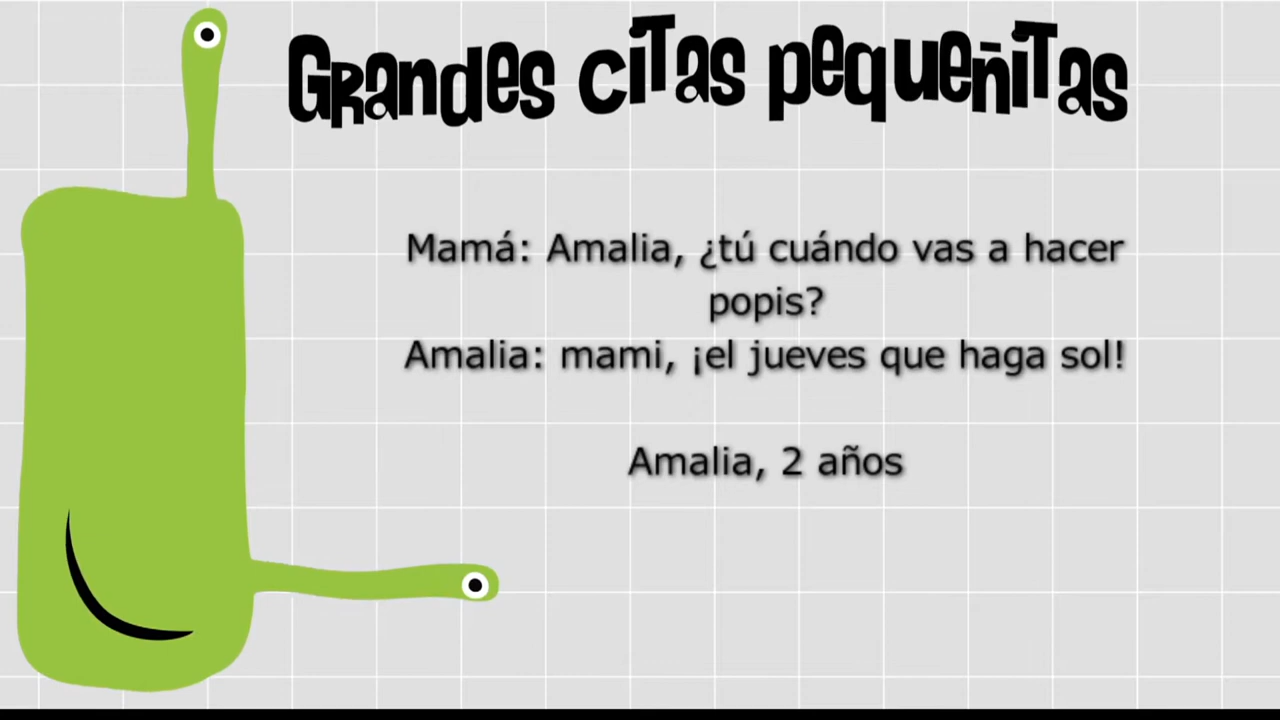 Grandes citas pequeñitas
Mamá: Amalia, ¿tú cuándo vas a hacer
popis?
Amalia: mami, ¡el jueves que haga sol!
Amalia, 2 años